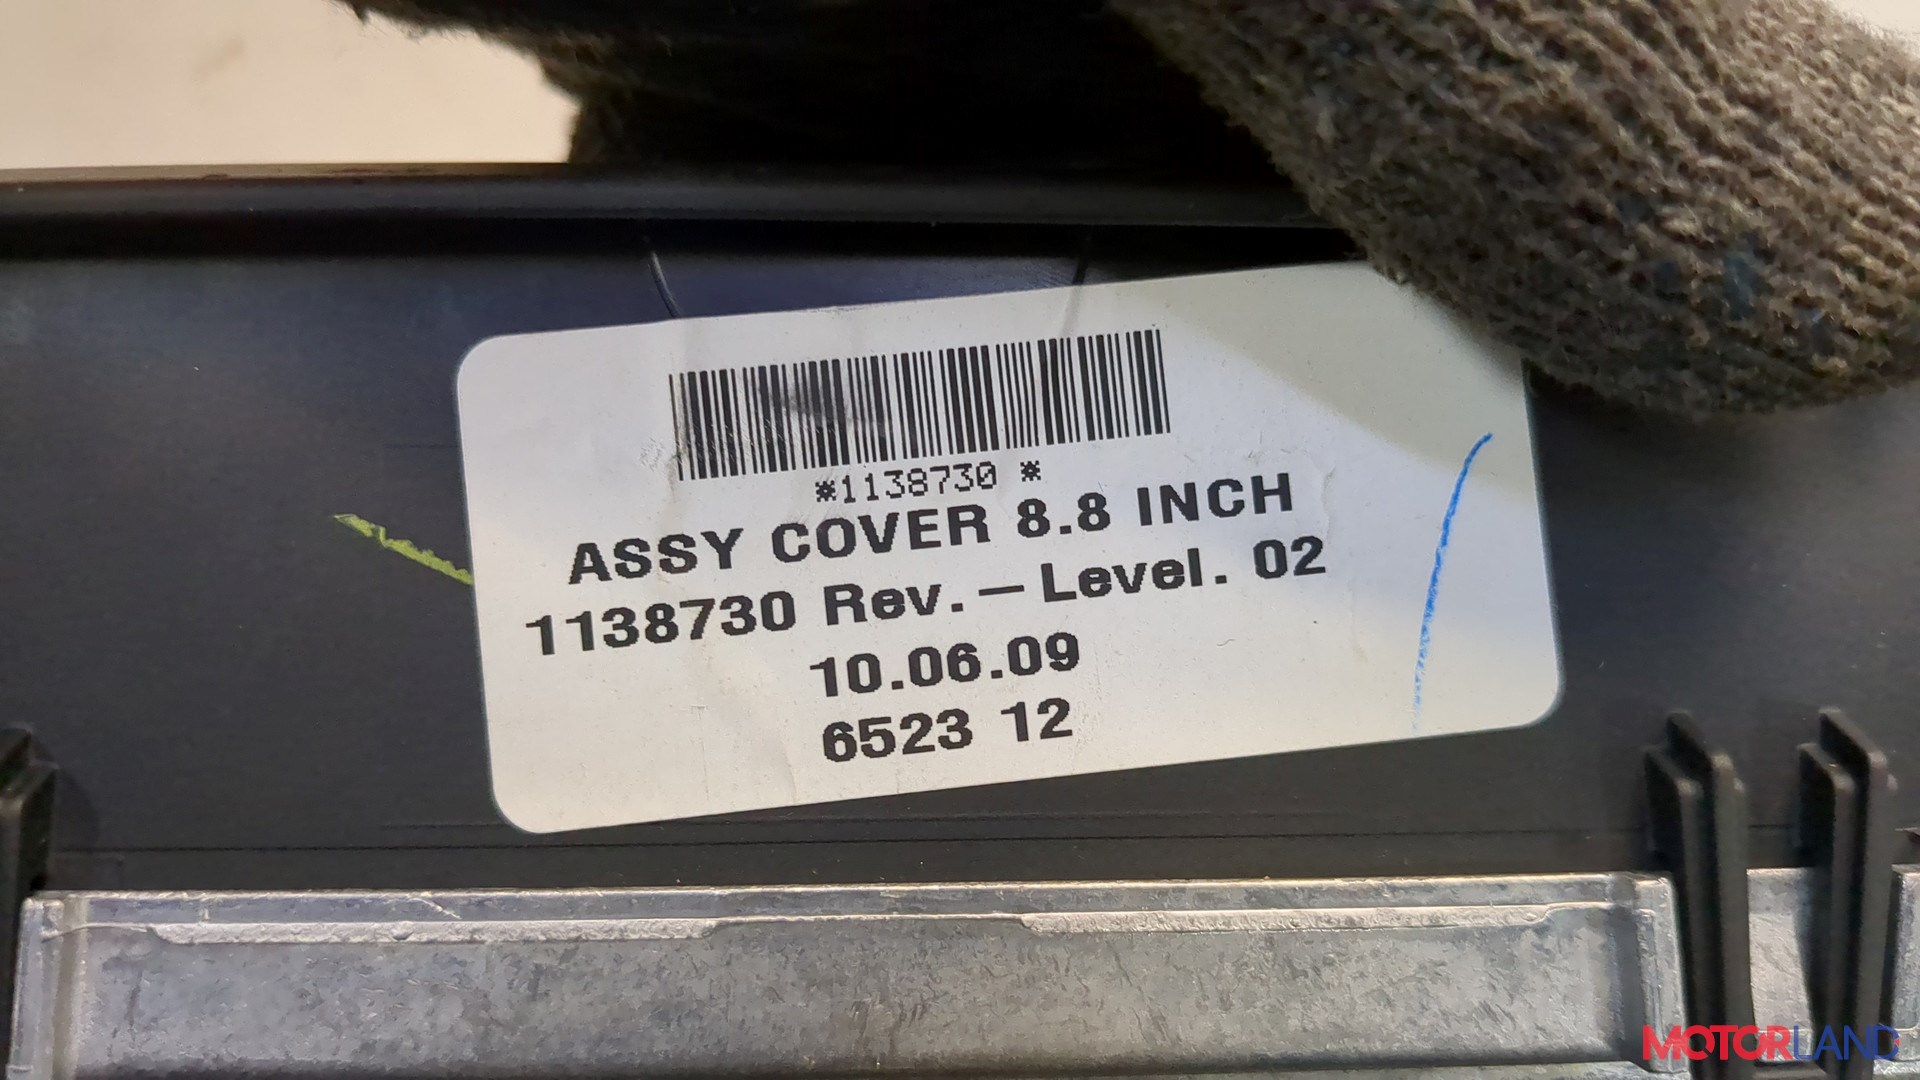 *1138730 *
ASSY COVER 8.8 INCH
1138730 Rev. – Level. 02
10.06.09
6523 12
MOTORLAND